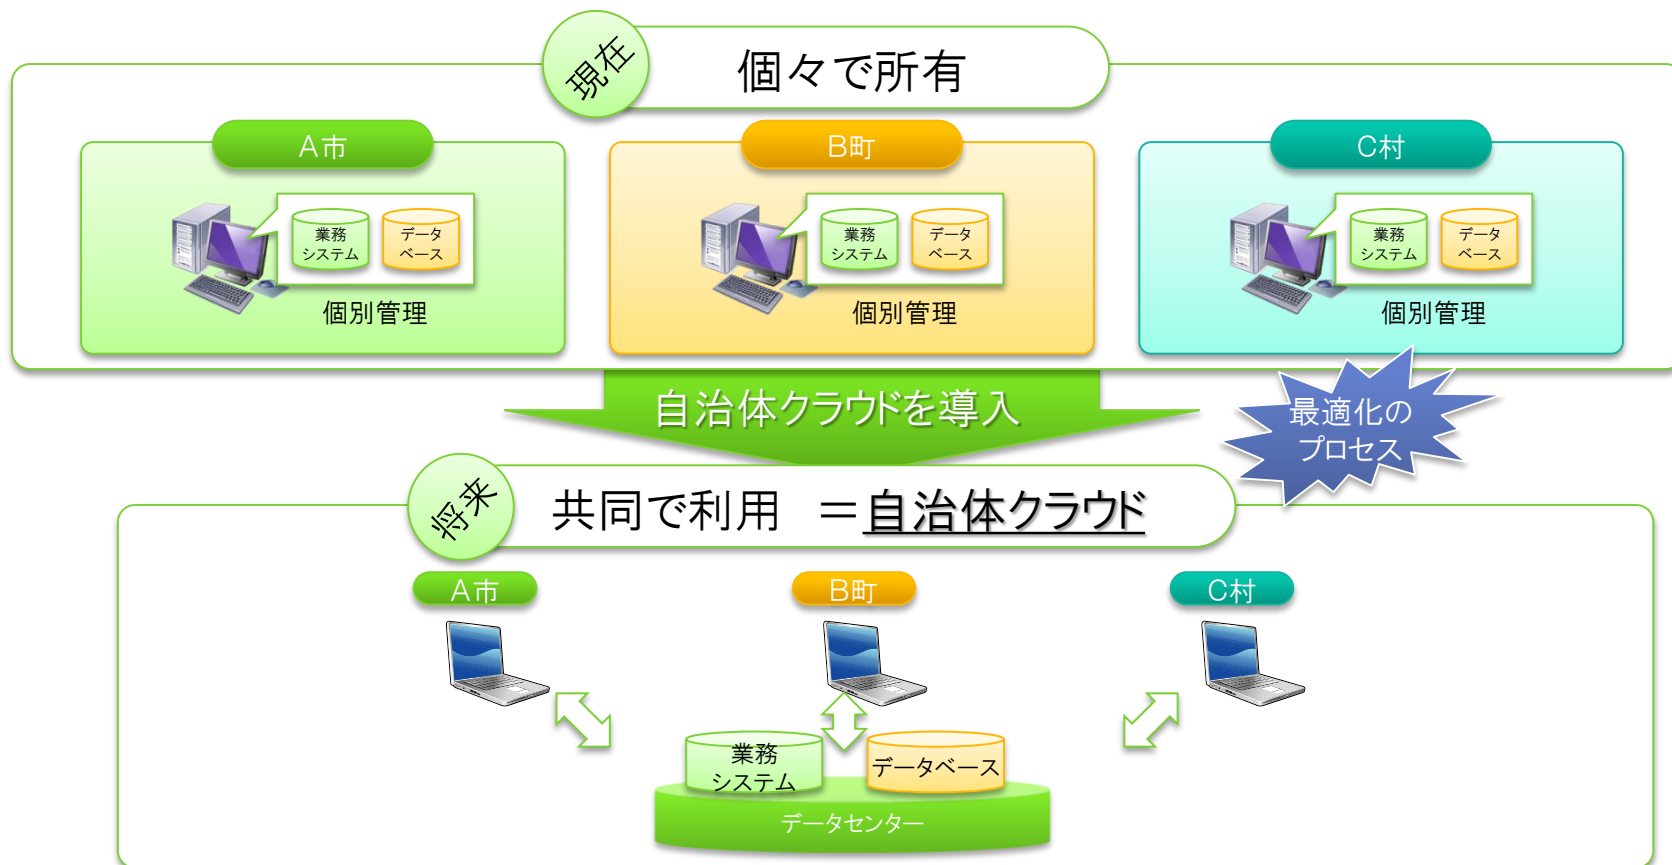 現在
個々で所有
A市
B町
C村
業務
システム
データ
ベース
個別管理
業務
システム
データ
ベース
個別管理
業務
システム
データ
ベース
個別管理
自治体クラウドを導入
最適化の
プロセス
将来
共同で利用 ＝自治体クラウド
A市
B町
C村
業務
システム
データベース
データセンター